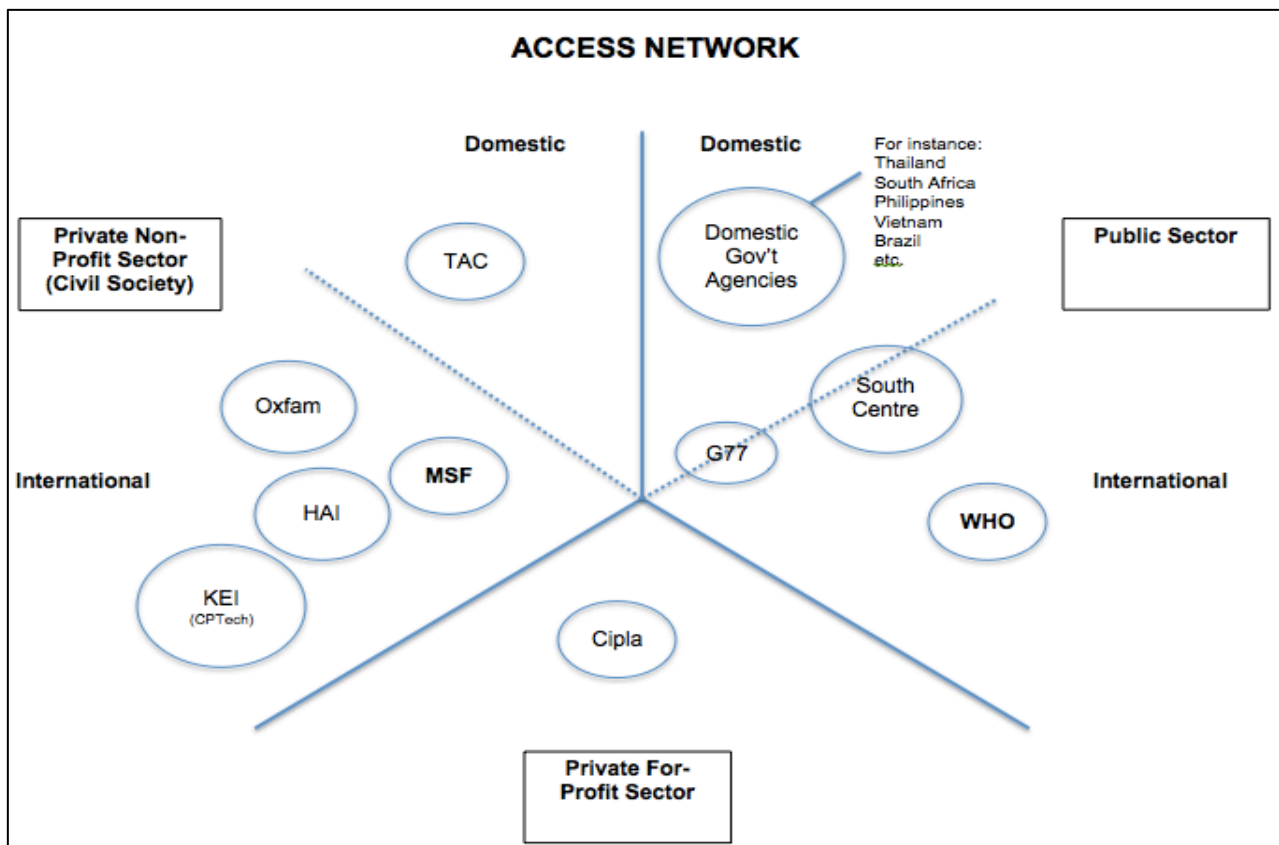 ACCESS NETWORK
Domestic
Domestic
For instance:
Thailand
South Africa
Philippines
Vietnam
Brazil
etc.
Private Non-
Profit Sector
(Civil Society)
TAC
Domestic
Gov't
Agencies
Public Sector
Oxfam
South
Centre
MSF
G77
International
HAI
International
WHO
KEI
(CPTech)
Cipla
Private For-
Profit Sector